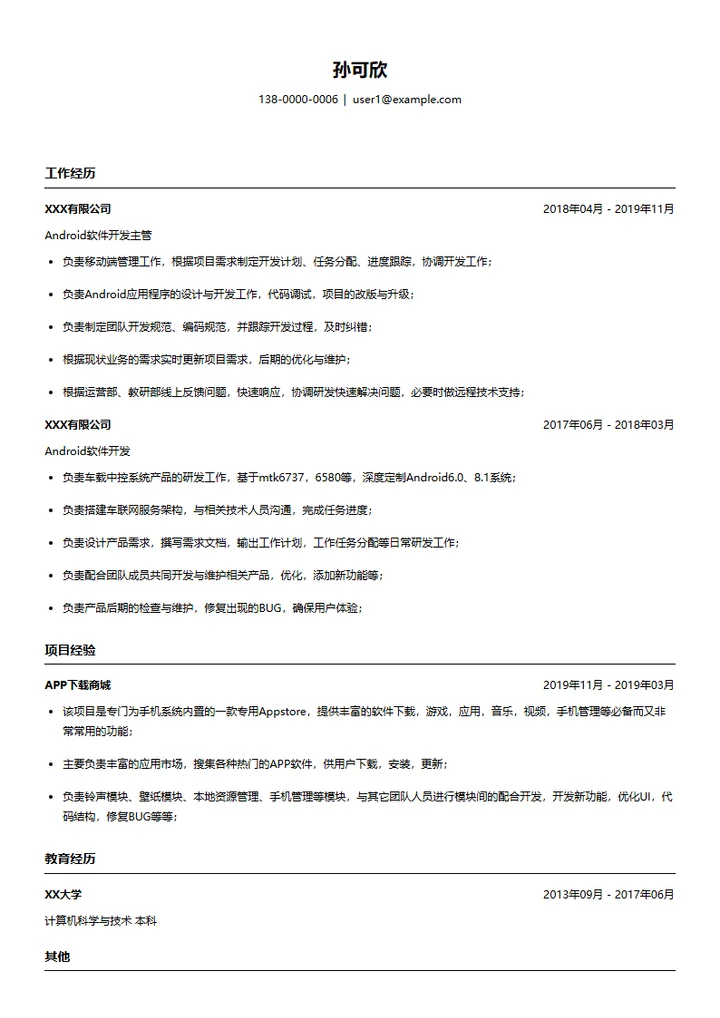 孙可欣
138-0000-0006 | user1@example.com
工作经历
XXX有限公司 2018年04月 - 2019年11月
Android软件开发主管
• 负责移动端管理工作，根据项目需求制定开发计划、任务分配、进度跟踪，协调开发工作；
• 负责Android应用程序的设计与开发工作，代码调试，项目的改版与升级；
• 负责制定团队开发规范、编码规范，并跟踪开发过程，及时纠错；
• 根据现状业务的需求实时更新项目需求，后期的优化与维护；
• 根据运营部、教研部线上反馈问题，快速响应，协调研发快速解决问题，必要时做远程技术支持；
XXX有限公司 2017年06月 - 2018年03月
Android软件开发
• 负责车载中控系统产品的研发工作，基于mtk6737，6580等，深度定制Android6.0、8.1系统；
• 负责搭建车联网服务架构，与相关技术人员沟通，完成任务进度；
• 负责设计产品需求，撰写需求文档，输出工作计划，工作任务分配等日常研发工作；
• 负责配合团队成员共同开发与维护相关产品，优化，添加新功能等；
• 负责产品后期的检查与维护，修复出现的BUG，确保用户体验；
项目经验
APP下载商城 2019年11月 - 2019年03月
• 该项目是专门为手机系统内置的一款专用Appstore，提供丰富的软件下载，游戏，应用，音乐，视频，手机管理等必备而又非
常常用的功能；
• 主要负责丰富的应用市场，搜集各种热门的APP软件，供用户下载，安装，更新；
• 负责铃声模块、壁纸模块、本地资源管理、手机管理等模块，与其它团队人员进行模块间的配合开发，开发新功能，优化UI，代
码结构，修复BUG等等；
教育经历
XX大学 2013年09月 - 2017年06月
计算机科学与技术 本科
其他